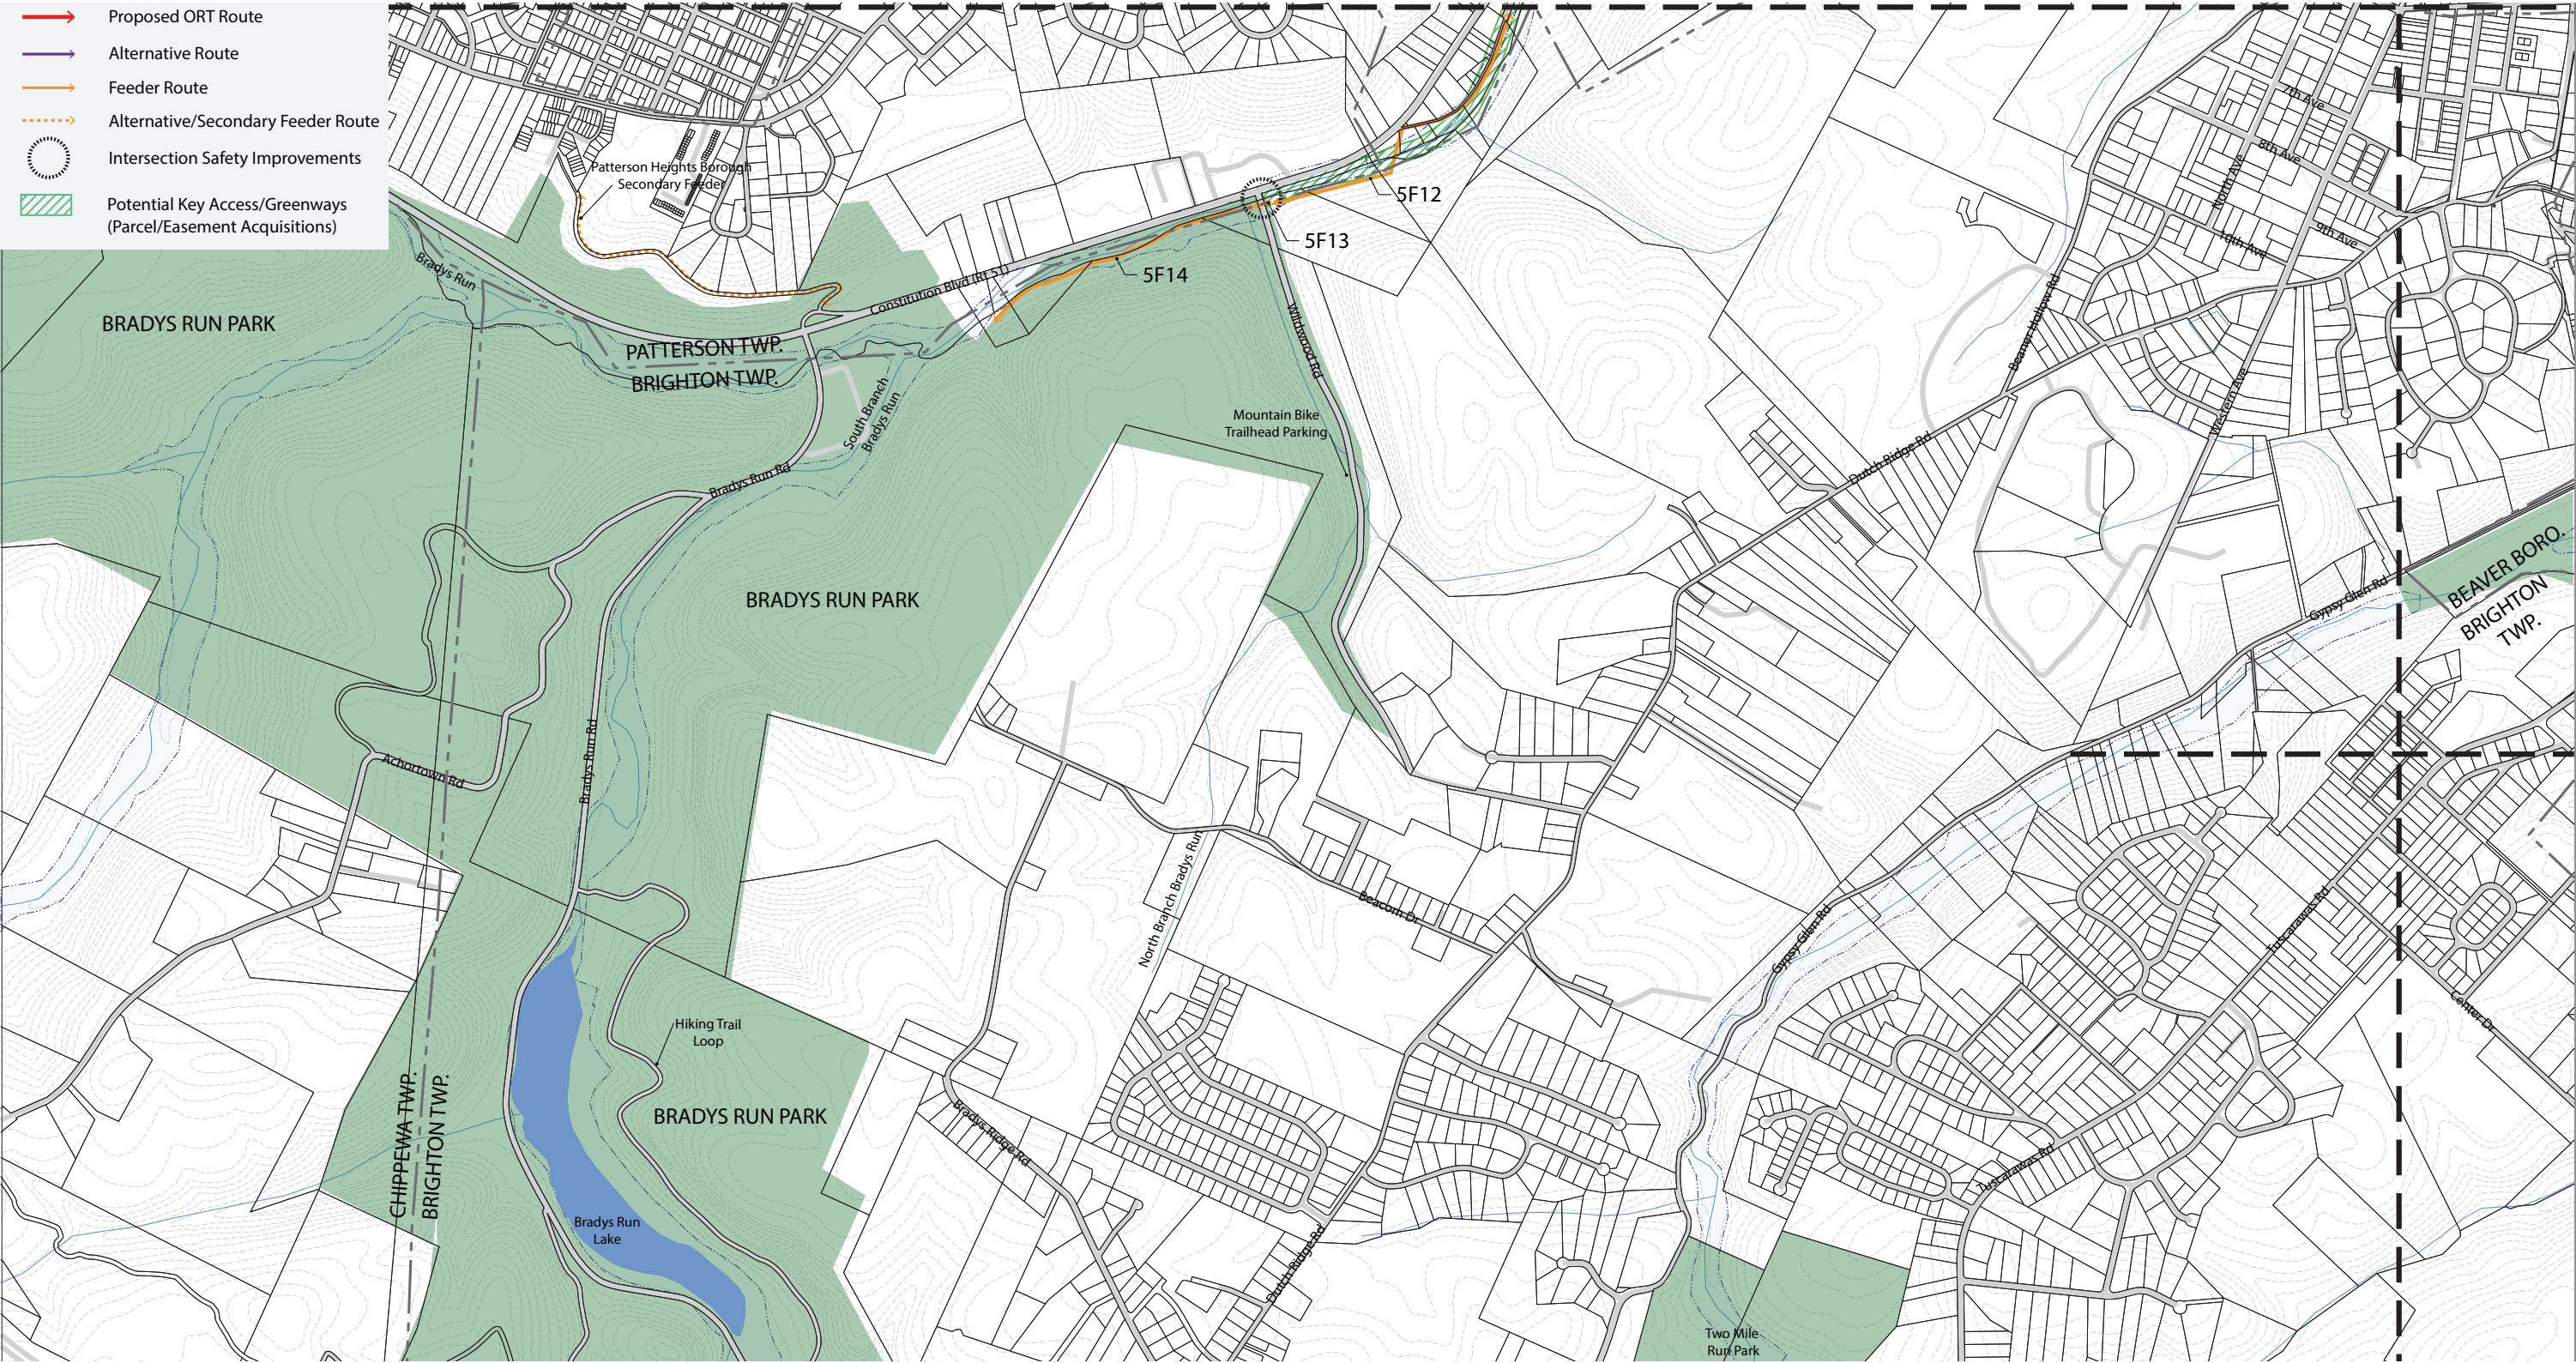 Proposed ORT Route
Alternative Route
Feeder Route
Alternative/Secondary Feeder Route
Intersection Safety Improvements
Potential Key Access/Greenways
(Parcel/Easement Acquisitions)
Patterson Heights Borough
Secondary Feeder
7th Ave
8th Ave
North Ave
9th Ave
10th Ave
5F12
5F13
5F14
Bradys Run
Constitution Blvd (Rt 51)
BRADYS RUN PARK
PATTERSON TWP.
BRIGHTON TWP.
South Branch
Bradys Run
Wildwood Rd
Beaner Hollow Rd
Western Ave
Mountain Bike
Trailhead Parking
Dutch Ridge Rd
Bradys Run Rd
BEAVER BORO.
BRIGHTON
TWP.
Gypsy Glen Rd
BRADYS RUN PARK
Bradys Run Rd
Achortown Rd
North Branch Bradys Run
Beacom Dr
Gypsy Glen Rd
Tuscarawas Rd
Center Dr
Hiking Trail
Loop
BRADYS RUN PARK
CHIPPEWA TWP.
BRIGHTON TWP.
Bradys Ridge Rd
Tuscarawas Rd
Bradys Run
Lake
Dutch Ridge Rd
Two Mile
Run Park